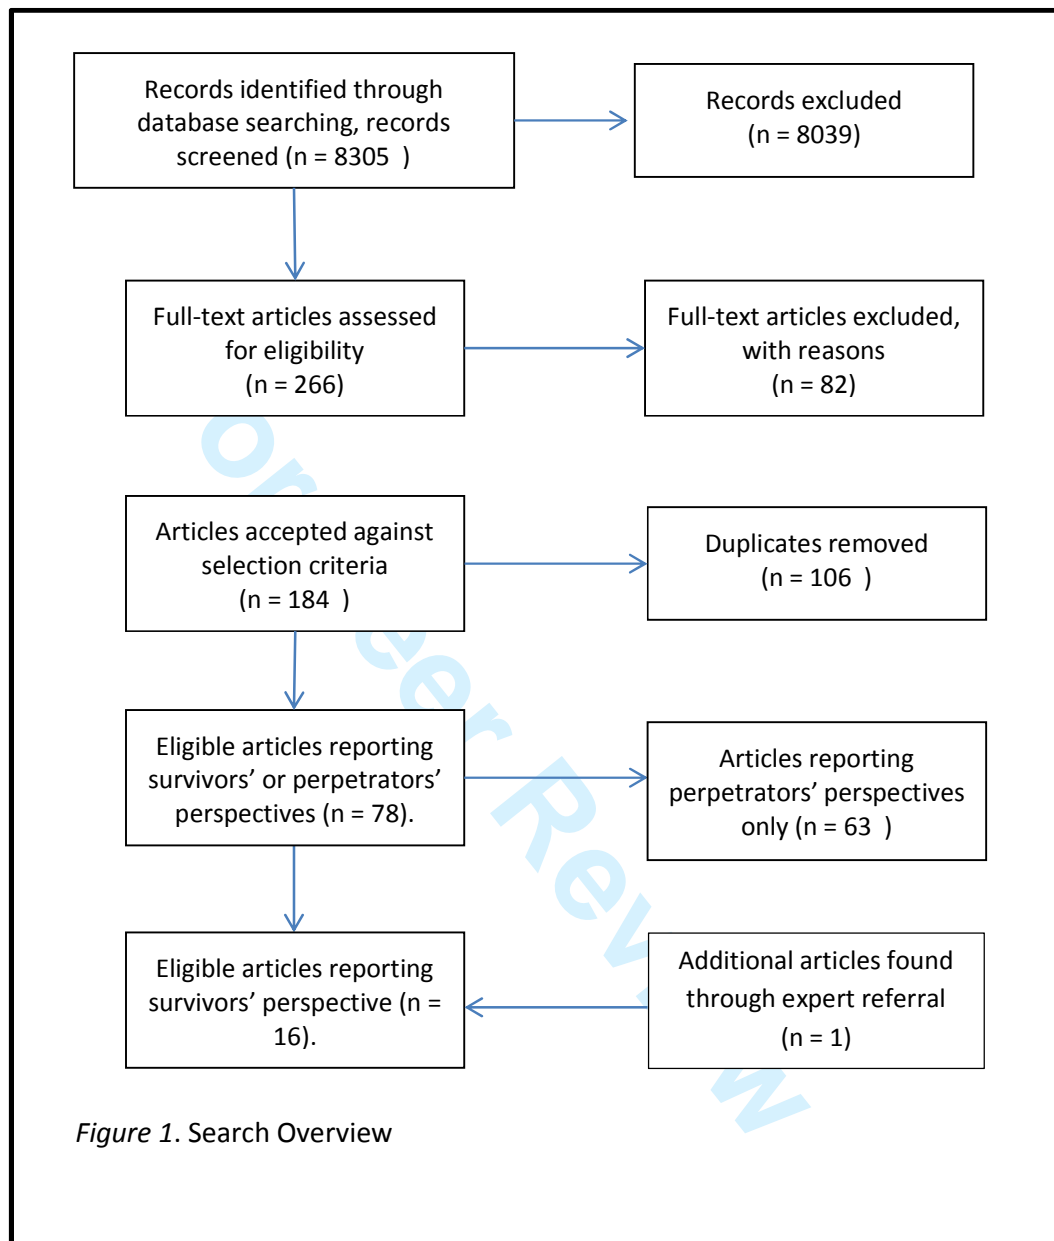 Records identified through
database searching, records
screened (n = 8305  )
Records excluded
(n = 8039)
Full-text articles assessed
for eligibility
(n = 266)
Full-text articles excluded,
with reasons
(n = 82)
Articles accepted against
selection criteria
(n = 184  )
Duplicates removed
(n = 106  )
Eligible articles reporting
survivors’ or perpetrators’
perspectives (n = 78).
Articles reporting
perpetrators’ perspectives
only (n = 63  )
Eligible articles reporting
survivors’ perspective (n =
16).
Additional articles found
through expert referral
(n = 1)
Figure 1. Search Overview
or eer Review